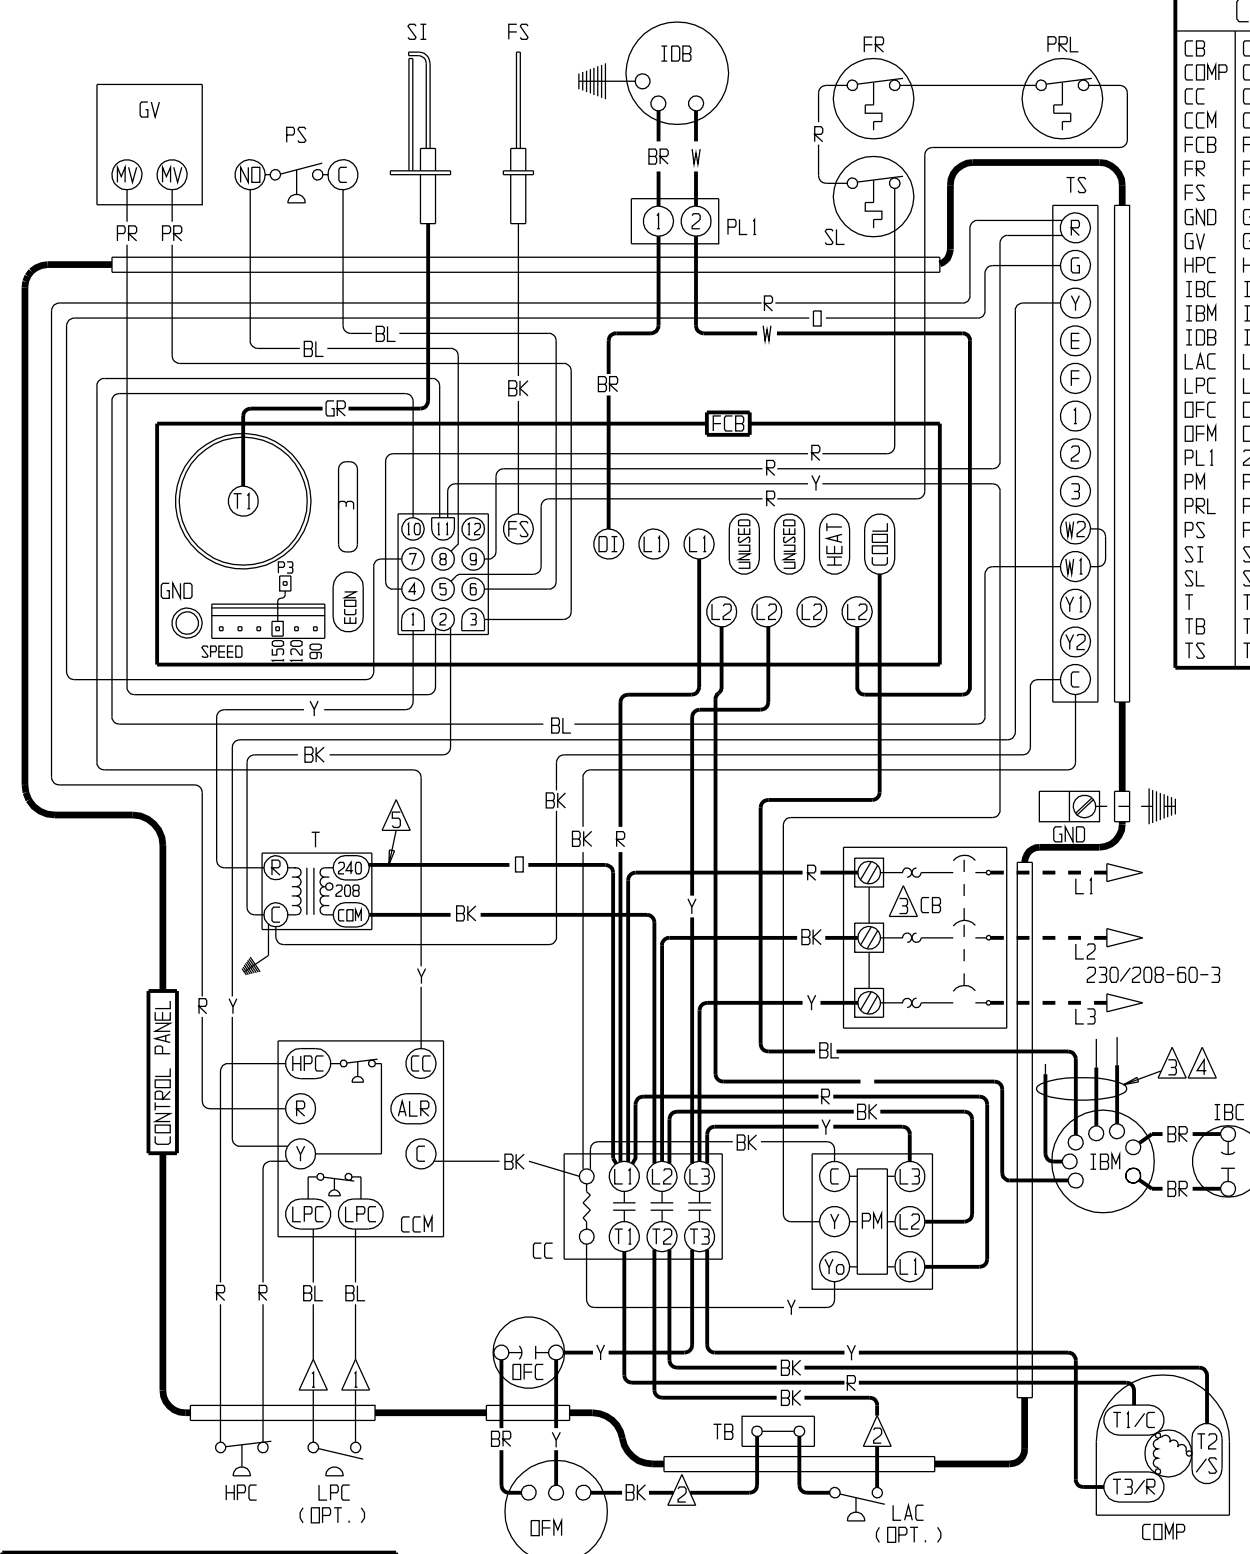 SI
FS
IDB
FR
PRL
GV
PS
MV
MV
NO
C
BR
W
R
TS
PR
PR
1
2
PL1
SL
R
G
Y
E
F
1
2
3
W2
W1
Y1
Y2
C
R
O
W
BL
BL
BK
BR
GR
FCB
R
R
Y
R
T1
3
10
11
12
7
8
9
4
5
6
1
2
3
FS
DI
L1
L1
UNUSED
UNUSED
HEAT
COOL
L2
L2
L2
L2
P3
GND
ECON
SPEED
150
120
90
Y
BL
BK
BK
BK
R
5
T
R
240
208
C
COM
O
BK
Y
GND
R
L1
3
CB
BK
L2
230/208-60-3
Y
L3
Y
R
Y
CONTROL PANEL
HPC
CC
R
ALR
Y
C
LPC
LPC
CCM
BL
3
4
R
BK
Y
BK
BK
IBC
BR
IBM
BR
L1
L2
L3
T1
T2
T3
CC
C
L3
Y
PM
L2
Yo
L1
R
R
BL
BL
Y
1
1
OFC
Y
Y
BK
R
BK
BR
Y
TB
2
T1/C
T2
/S
T3/R
HPC
LPC
(OPT.)
OFM
BK
2
LAC
(OPT.)
COMP
CB
COMP
CC
CCM
FCB
FR
FS
GND
GV
HPC
IBC
IBM
IDB
LAC
LPC
OFC
OFM
PL1
PM
PRL
PS
SI
SL
T
TB
TS